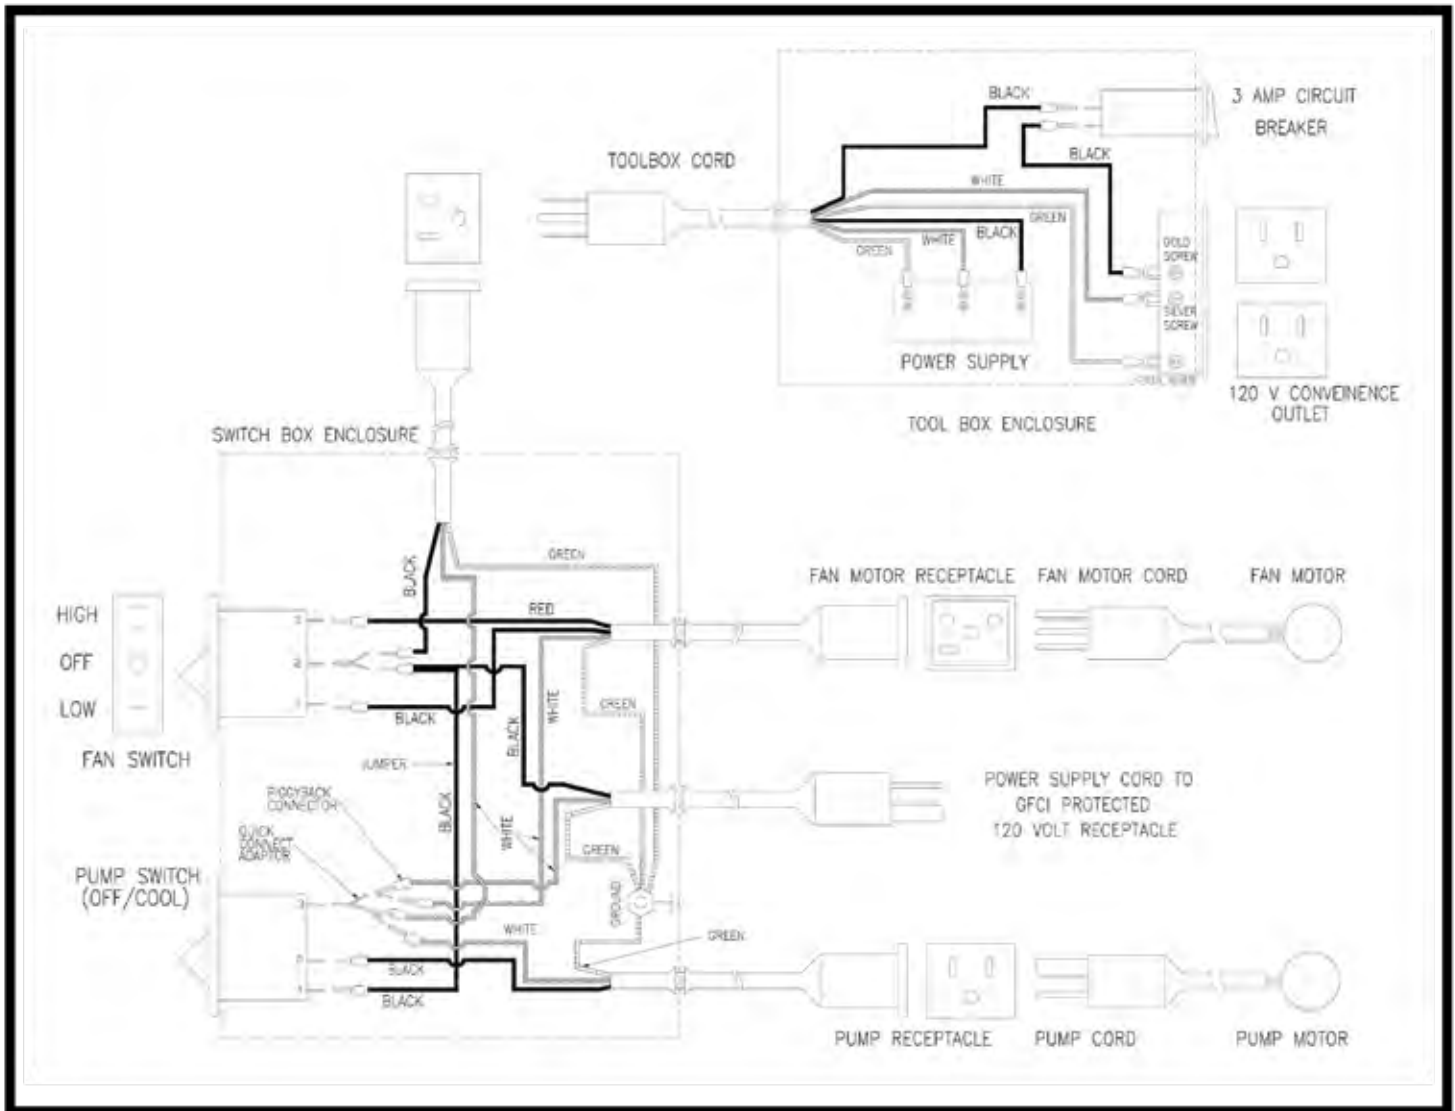 BLACK
3 AMP CIRCUIT
BREAKER
TOOLBOX CORD
BLACK
WHITE
GREEN
BLACK
WHITE
GREEN
GOLD
SCREW
SILVER
SCREW
POWER SUPPLY
120 V CONVEINENCE
OUTLET
TOOL BOX ENCLOSURE
SWITCH BOX ENCLOSURE
BLACK
GREEN
HIGH
OFF
LOW
FAN SWITCH
RED
BLACK
WHITE
BLACK
GREEN
FAN MOTOR RECEPTACLE
FAN MOTOR CORD
FAN MOTOR
JUMPER
PIGGYBACK
CONNECTOR
QUICK
CONNECT
ADAPTOR
BLACK
WHITE
GREEN
POWER SUPPLY CORD TO
GFCI PROTECTED
120 VOLT RECEPTACLE
PUMP SWITCH
(OFF/COOL)
GROUND
WHITE
GREEN
BLACK
BLACK
PUMP RECEPTACLE
PUMP CORD
PUMP MOTOR